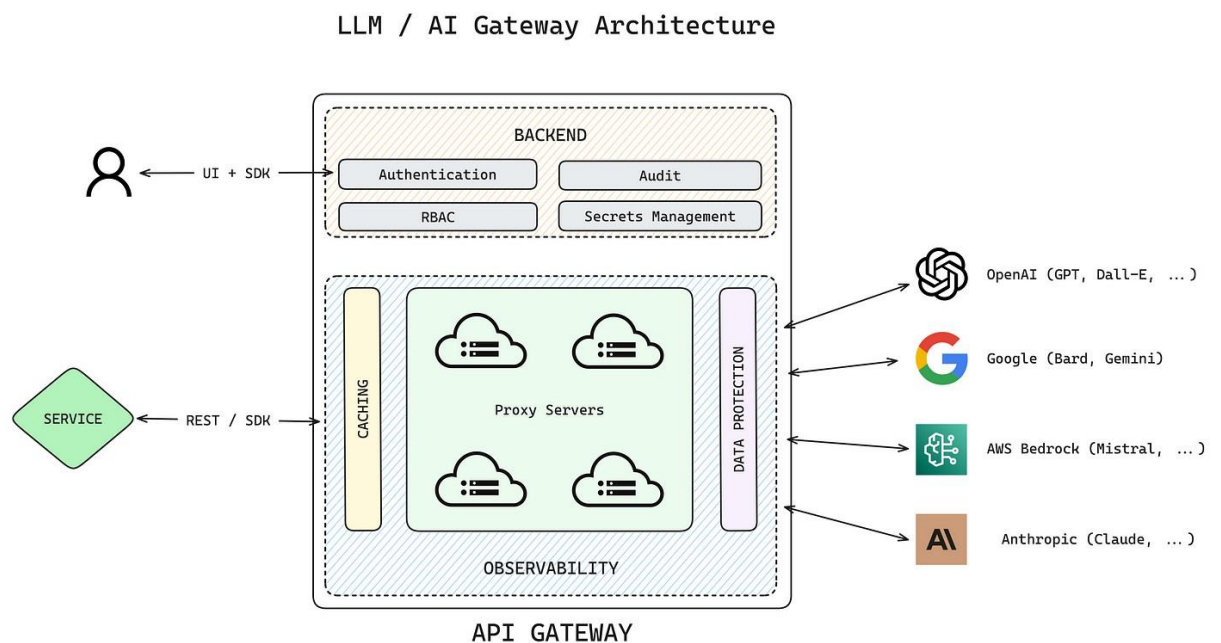 LLM / AI Gateway Architecture
BACKEND
UI + SDK
Authentication
Audit
RBAC
Secrets Management
OpenAI (GPT, Dall-E, ...)
Google (Bard, Gemini)
SERVICE
REST / SDK
CACHING
Proxy Servers
DATA PROTECTION
AWS Bedrock (Mistral, ...)
Anthropic (Claude, ...)
OBSERVABILITY
API GATEWAY